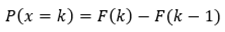 P(x = k) = F(k) − F(k − 1)